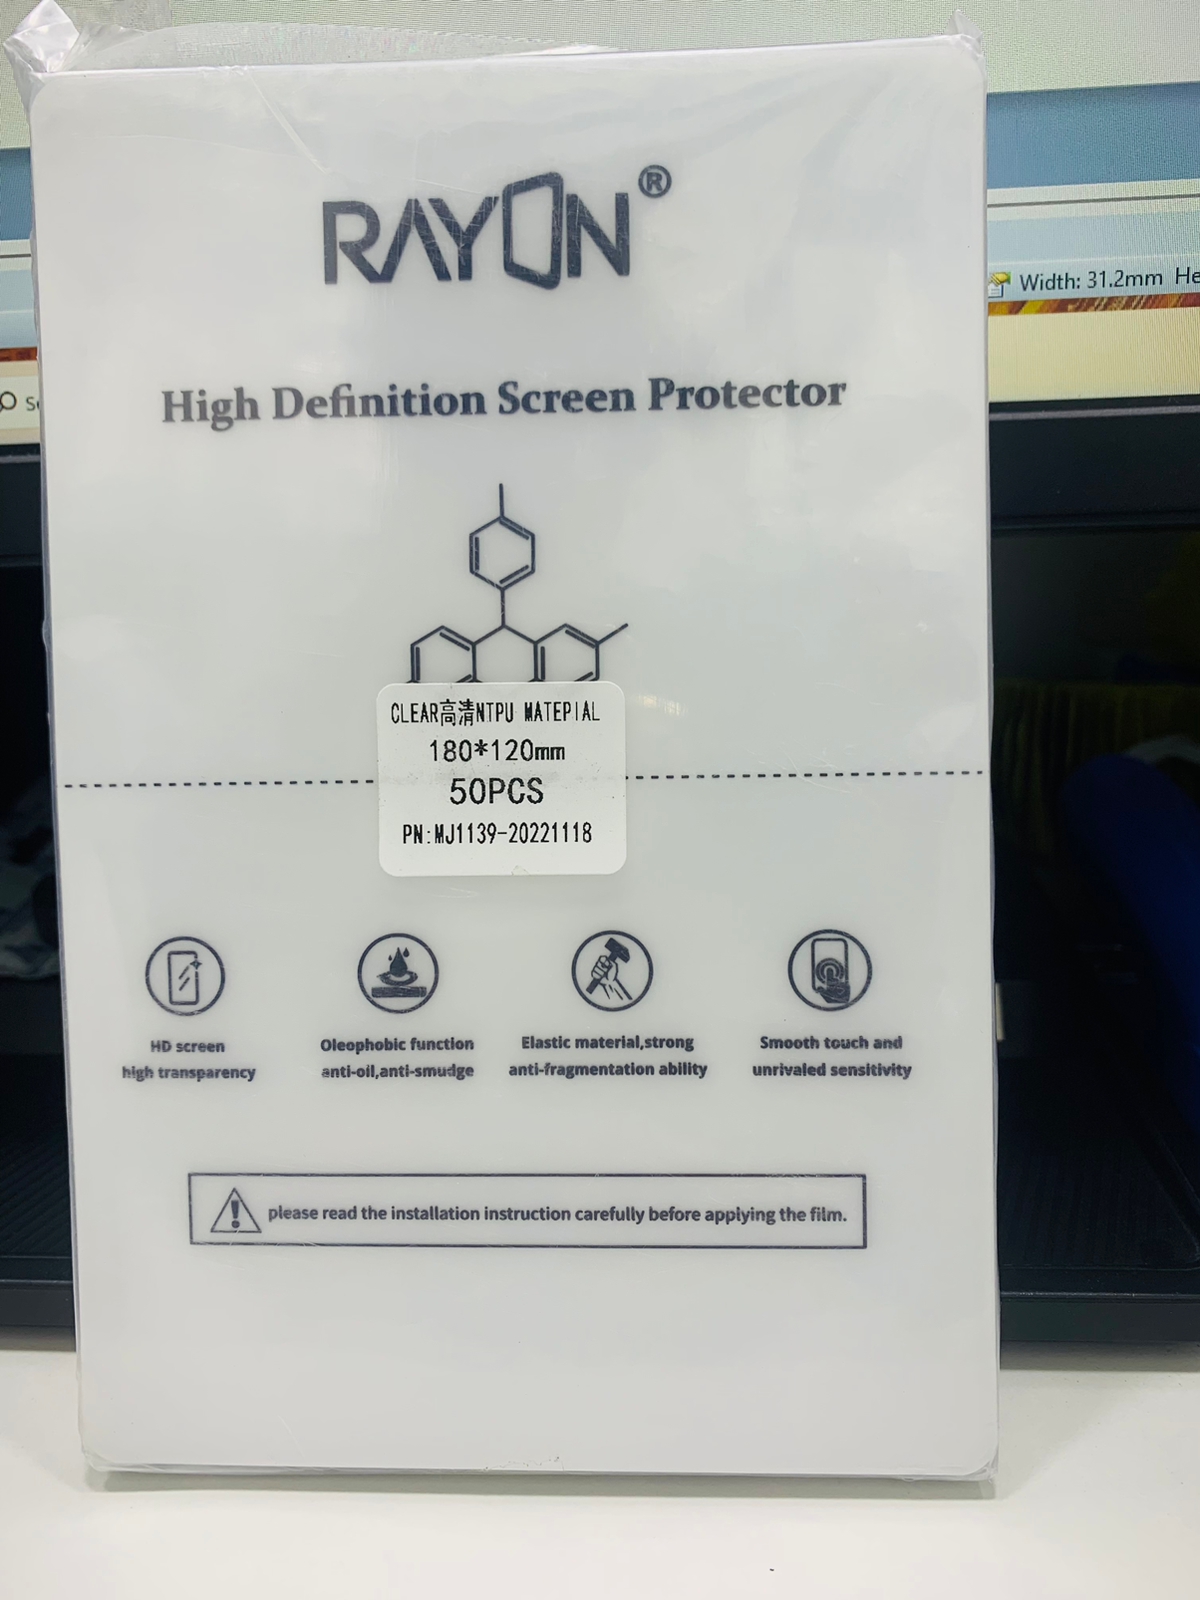 RAYON®
High Definition Screen Protector
CLEAR高清NTPU MATEPIAL
180*120mm
50PCS
PN:MJ1139-20221118
HD screen
high transparency
Oleophobic function
anti-oil,anti-smudge
Elastic material,strong
anti-fragmentation ability
Smooth touch and
unrivaled sensitivity
please read the installation instruction carefully before applying the film.
Width: 31.2mm